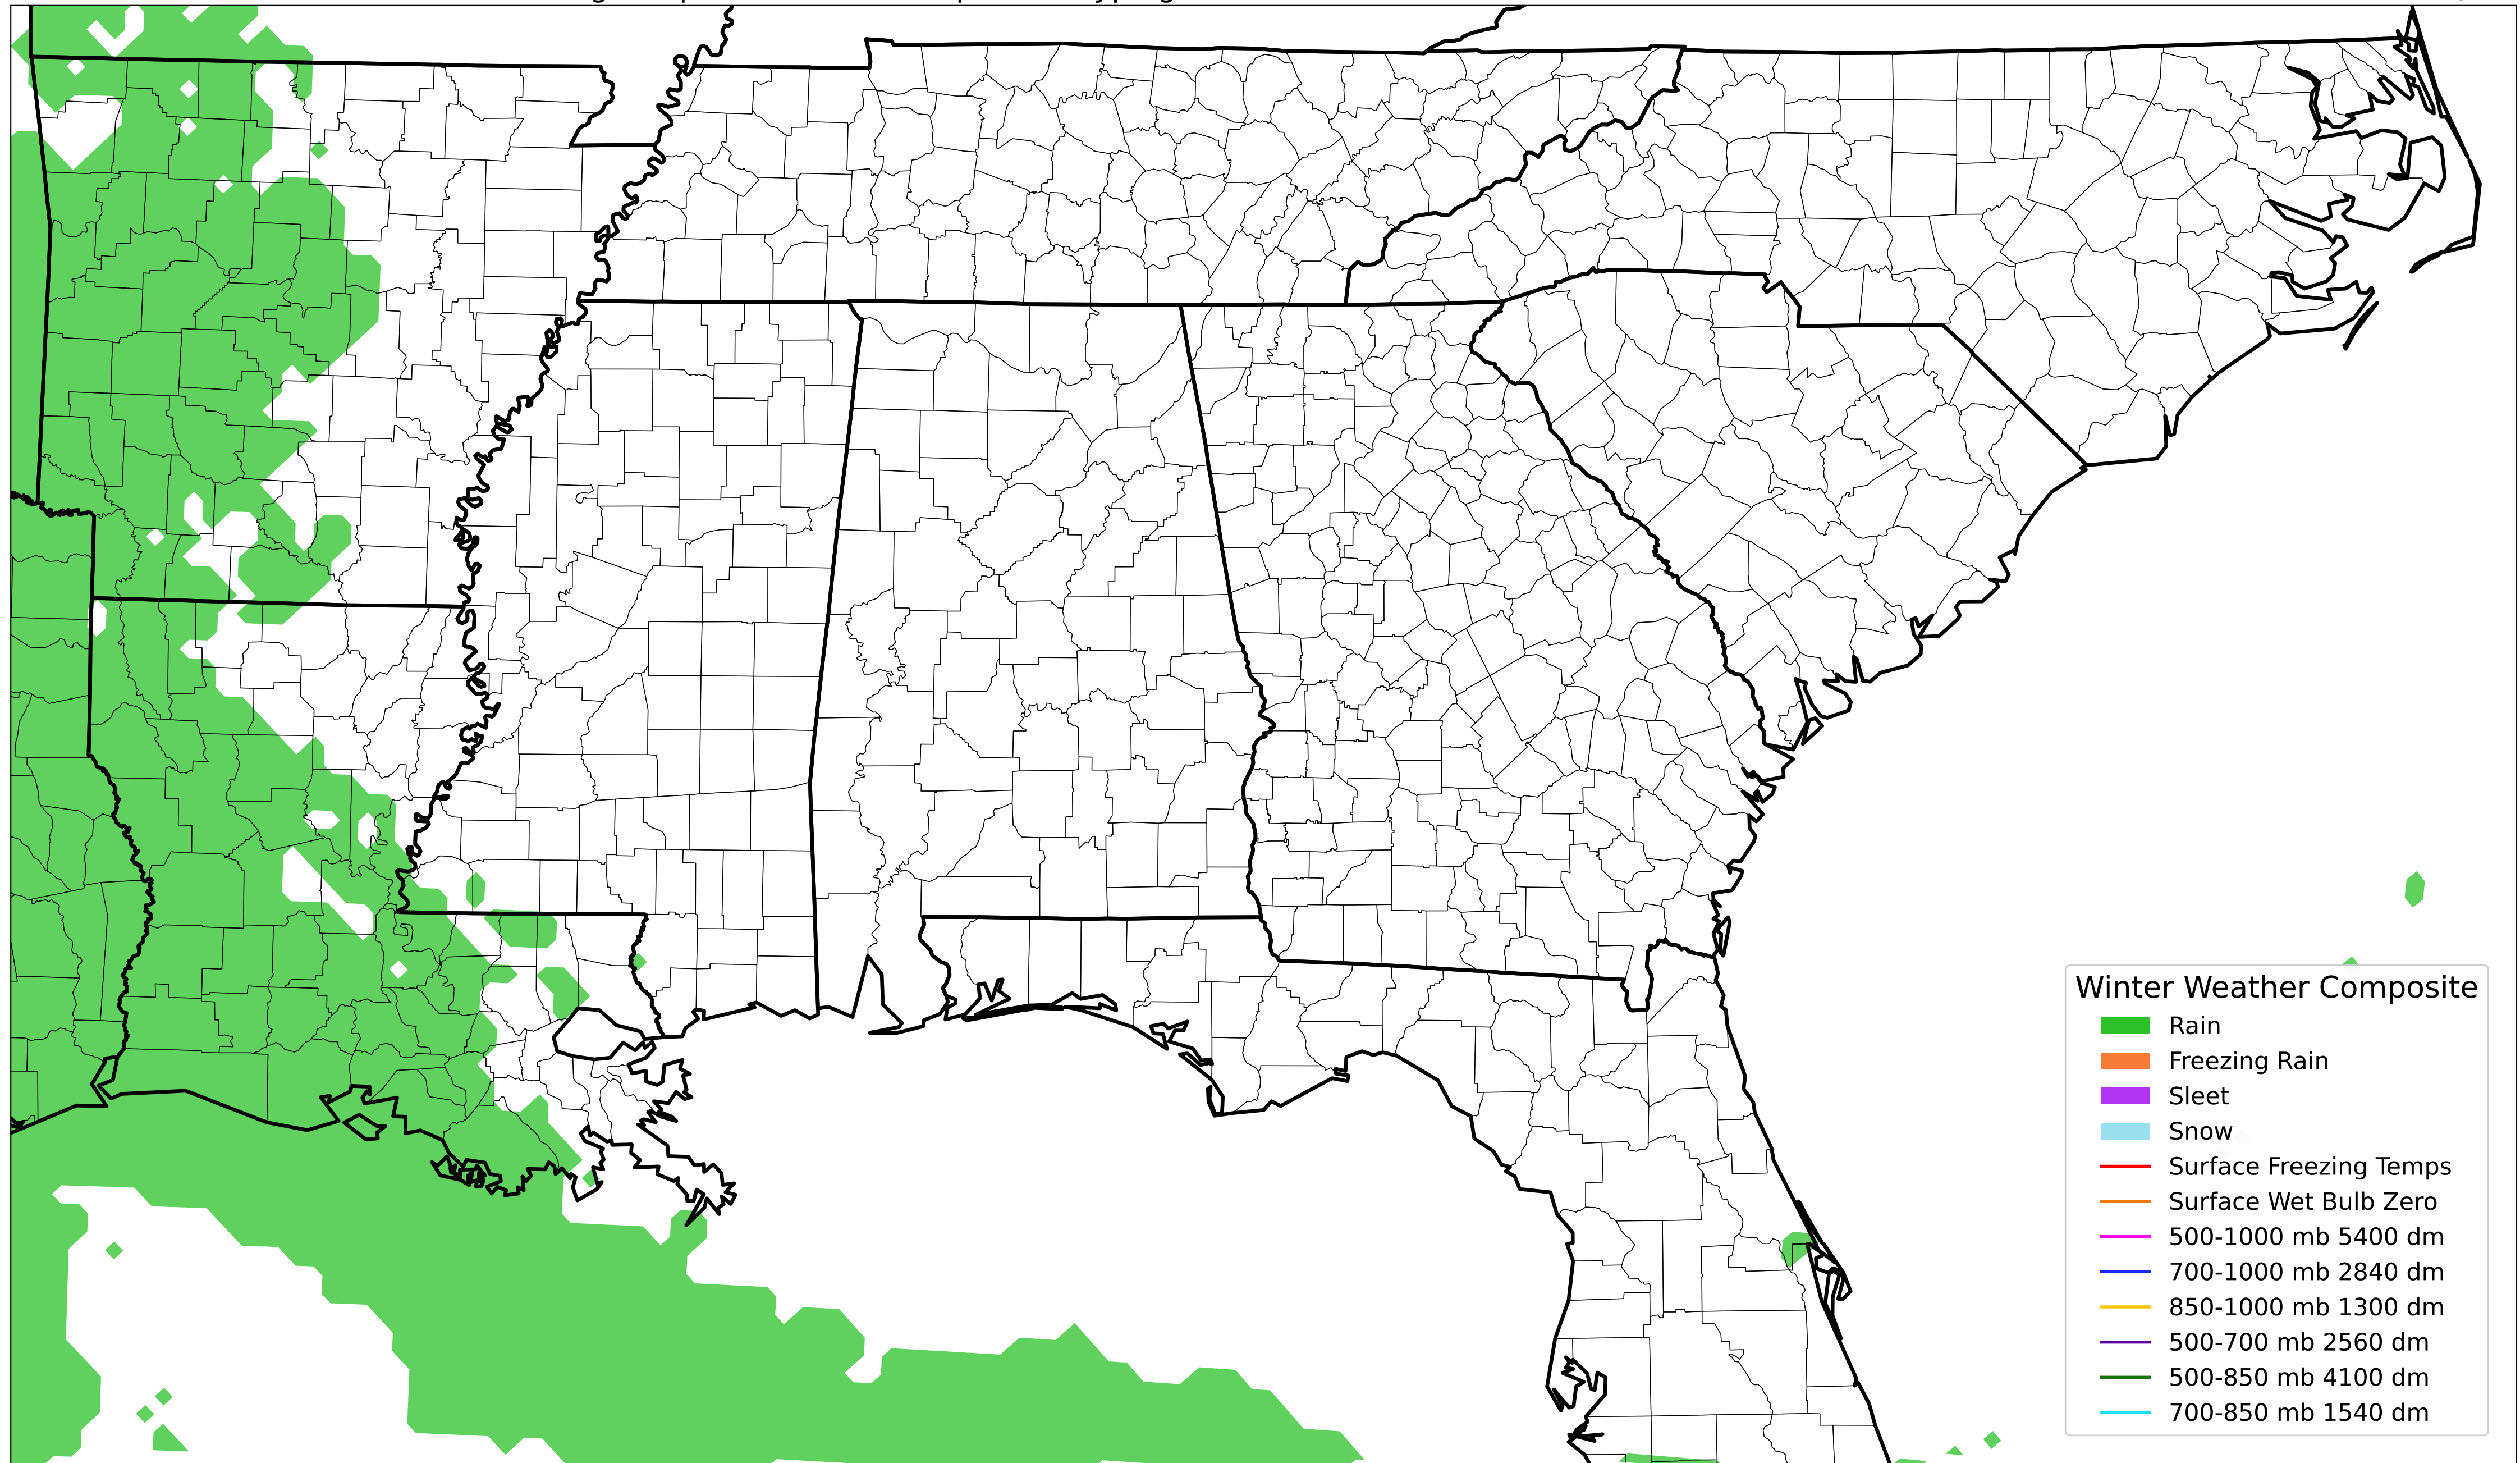 Winter Weather Composite
Rain
Freezing Rain
Sleet
Snow
Surface Freezing Temps
Surface Wet Bulb Zero
500-1000 mb 5400 dm
700-1000 mb 2840 dm
850-1000 mb 1300 dm
500-700 mb 2560 dm
500-850 mb 4100 dm
700-850 mb 1540 dm